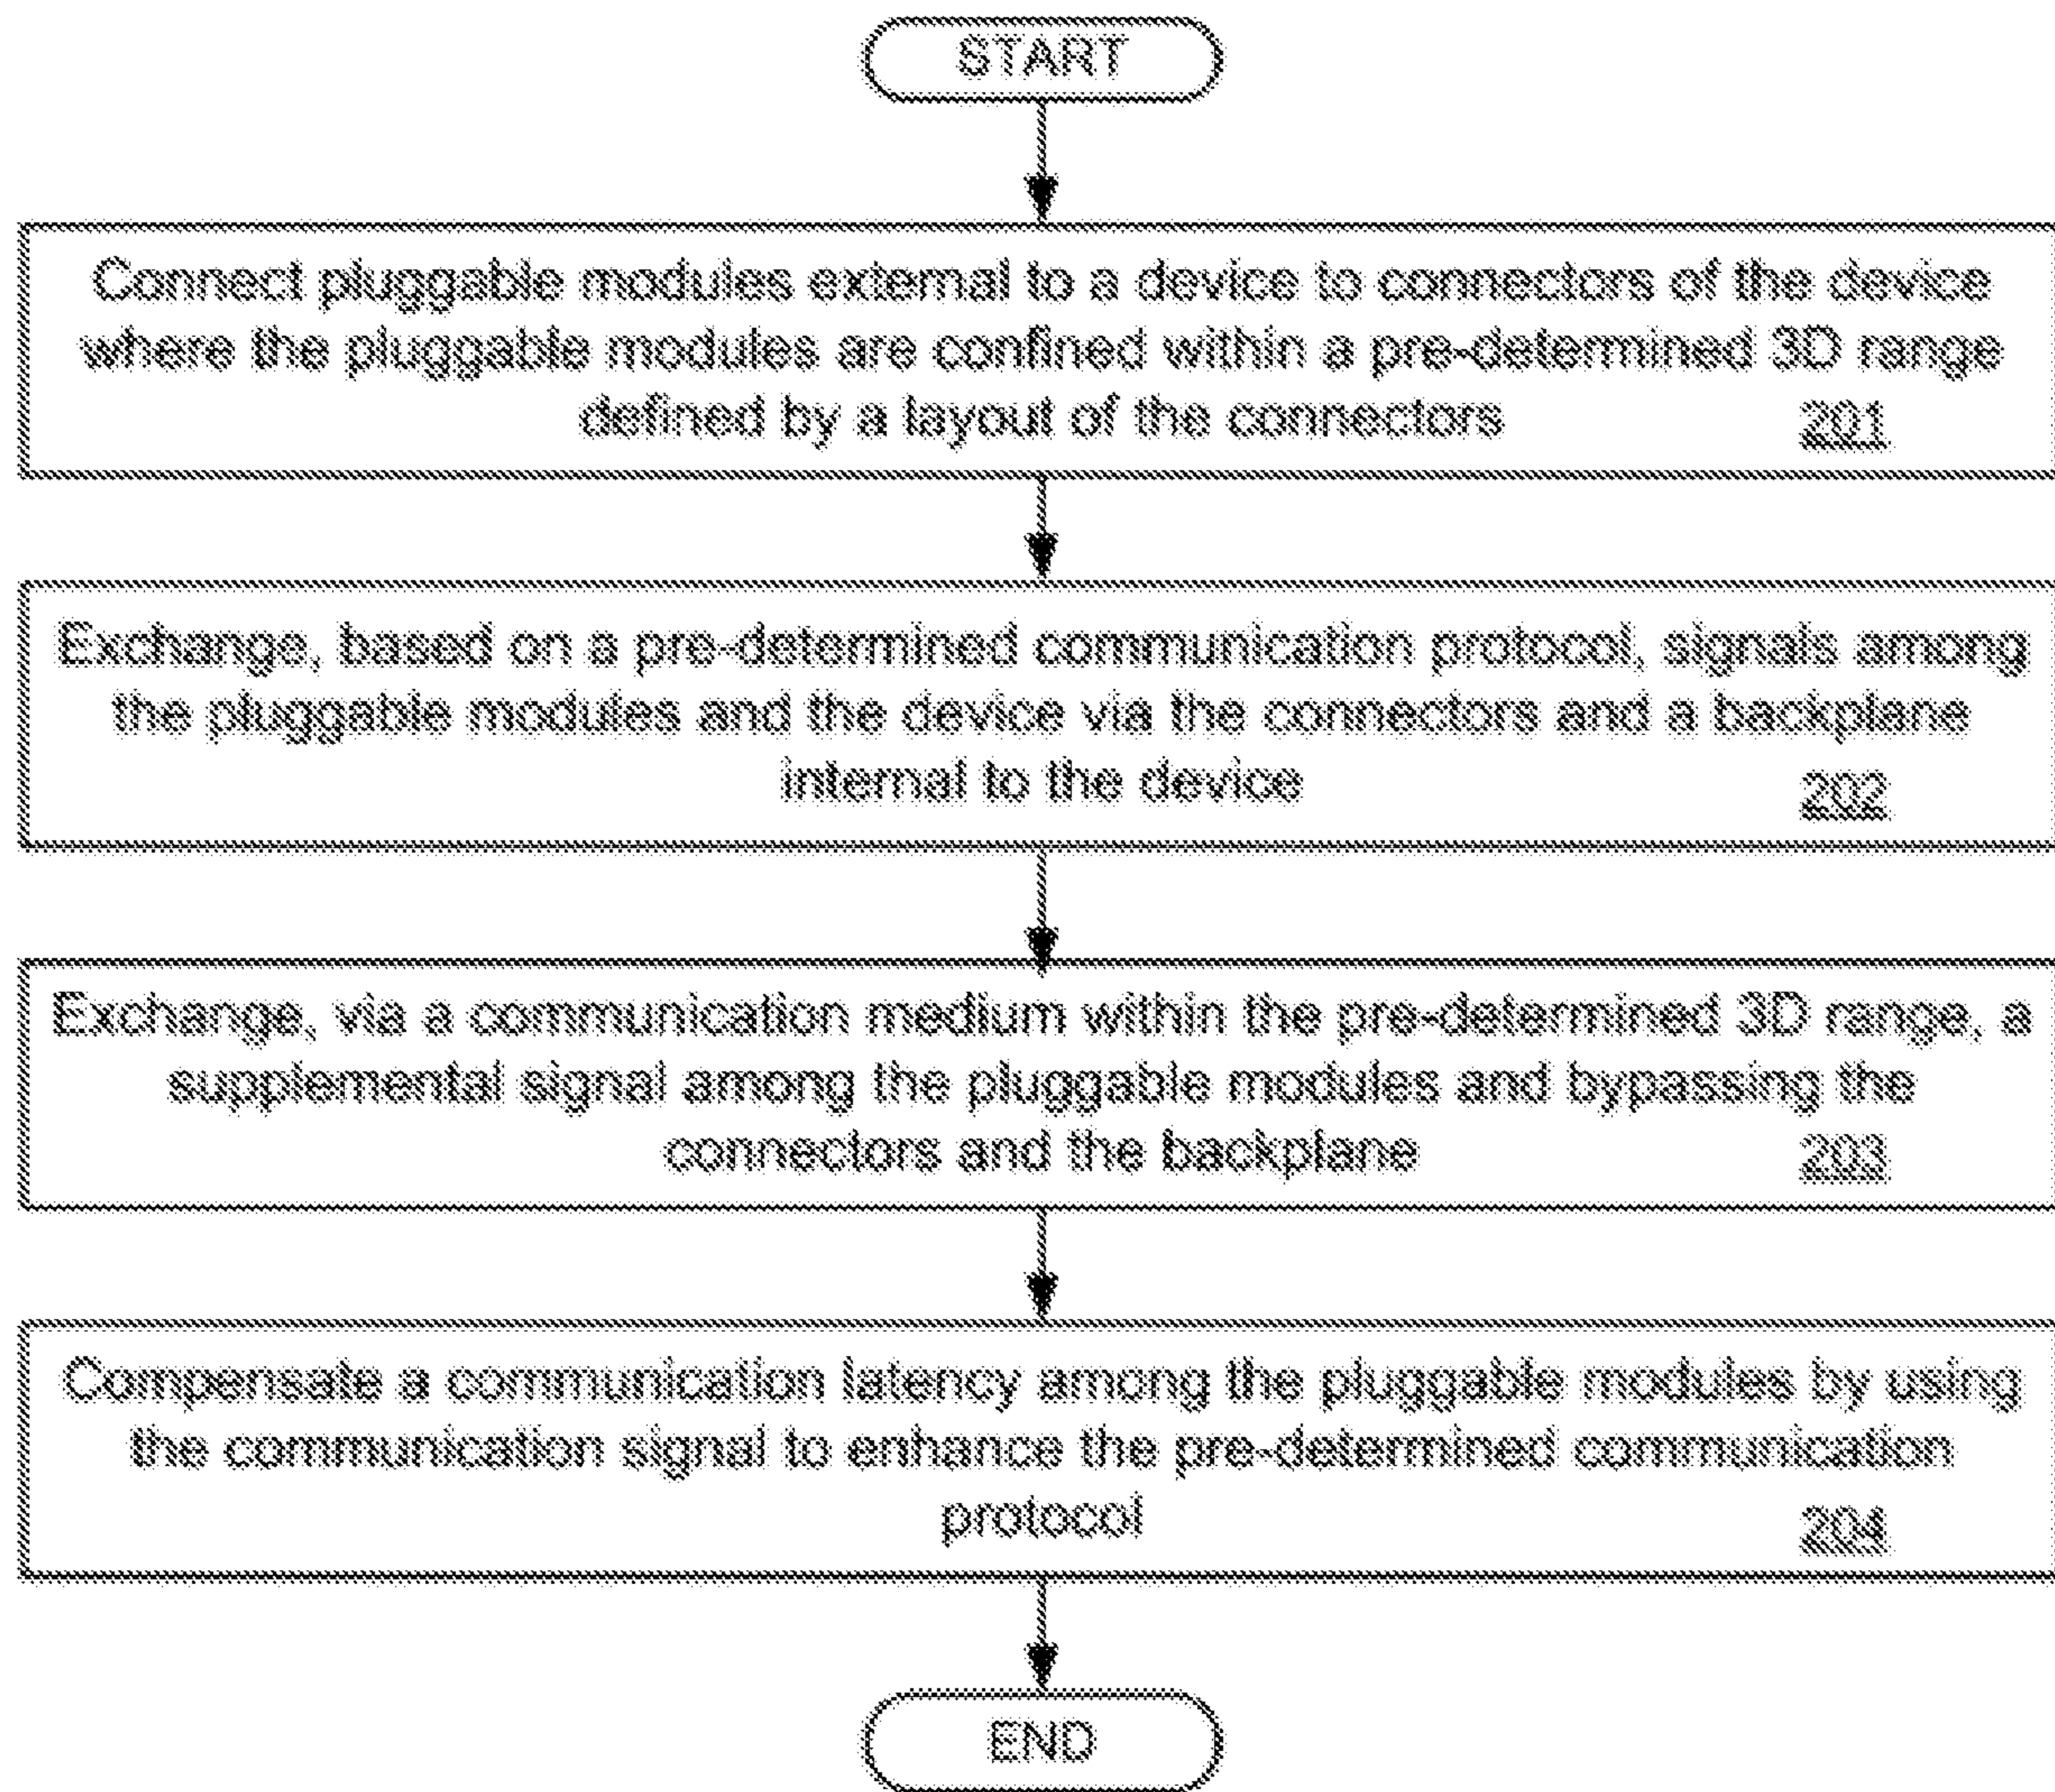 START
Connect pluggable modules external to a device to connectors of the device
where the pluggable modules are confined within a pre-determined 3D range
defined by a layout of the connectors 201
Exchange, based on a pre-determined communication protocol, signals among
the pluggable modules and the device via the connectors and a backplane
internal to the device 202
Exchange, via a communication medium within the pre-determined 3D range, a
supplemental signal among the pluggable modules and bypassing the
connectors and the backplane 203
Compensate a communication latency among the pluggable modules by using
the communication signal to enhance the pre-determined communication
protocol 204
END